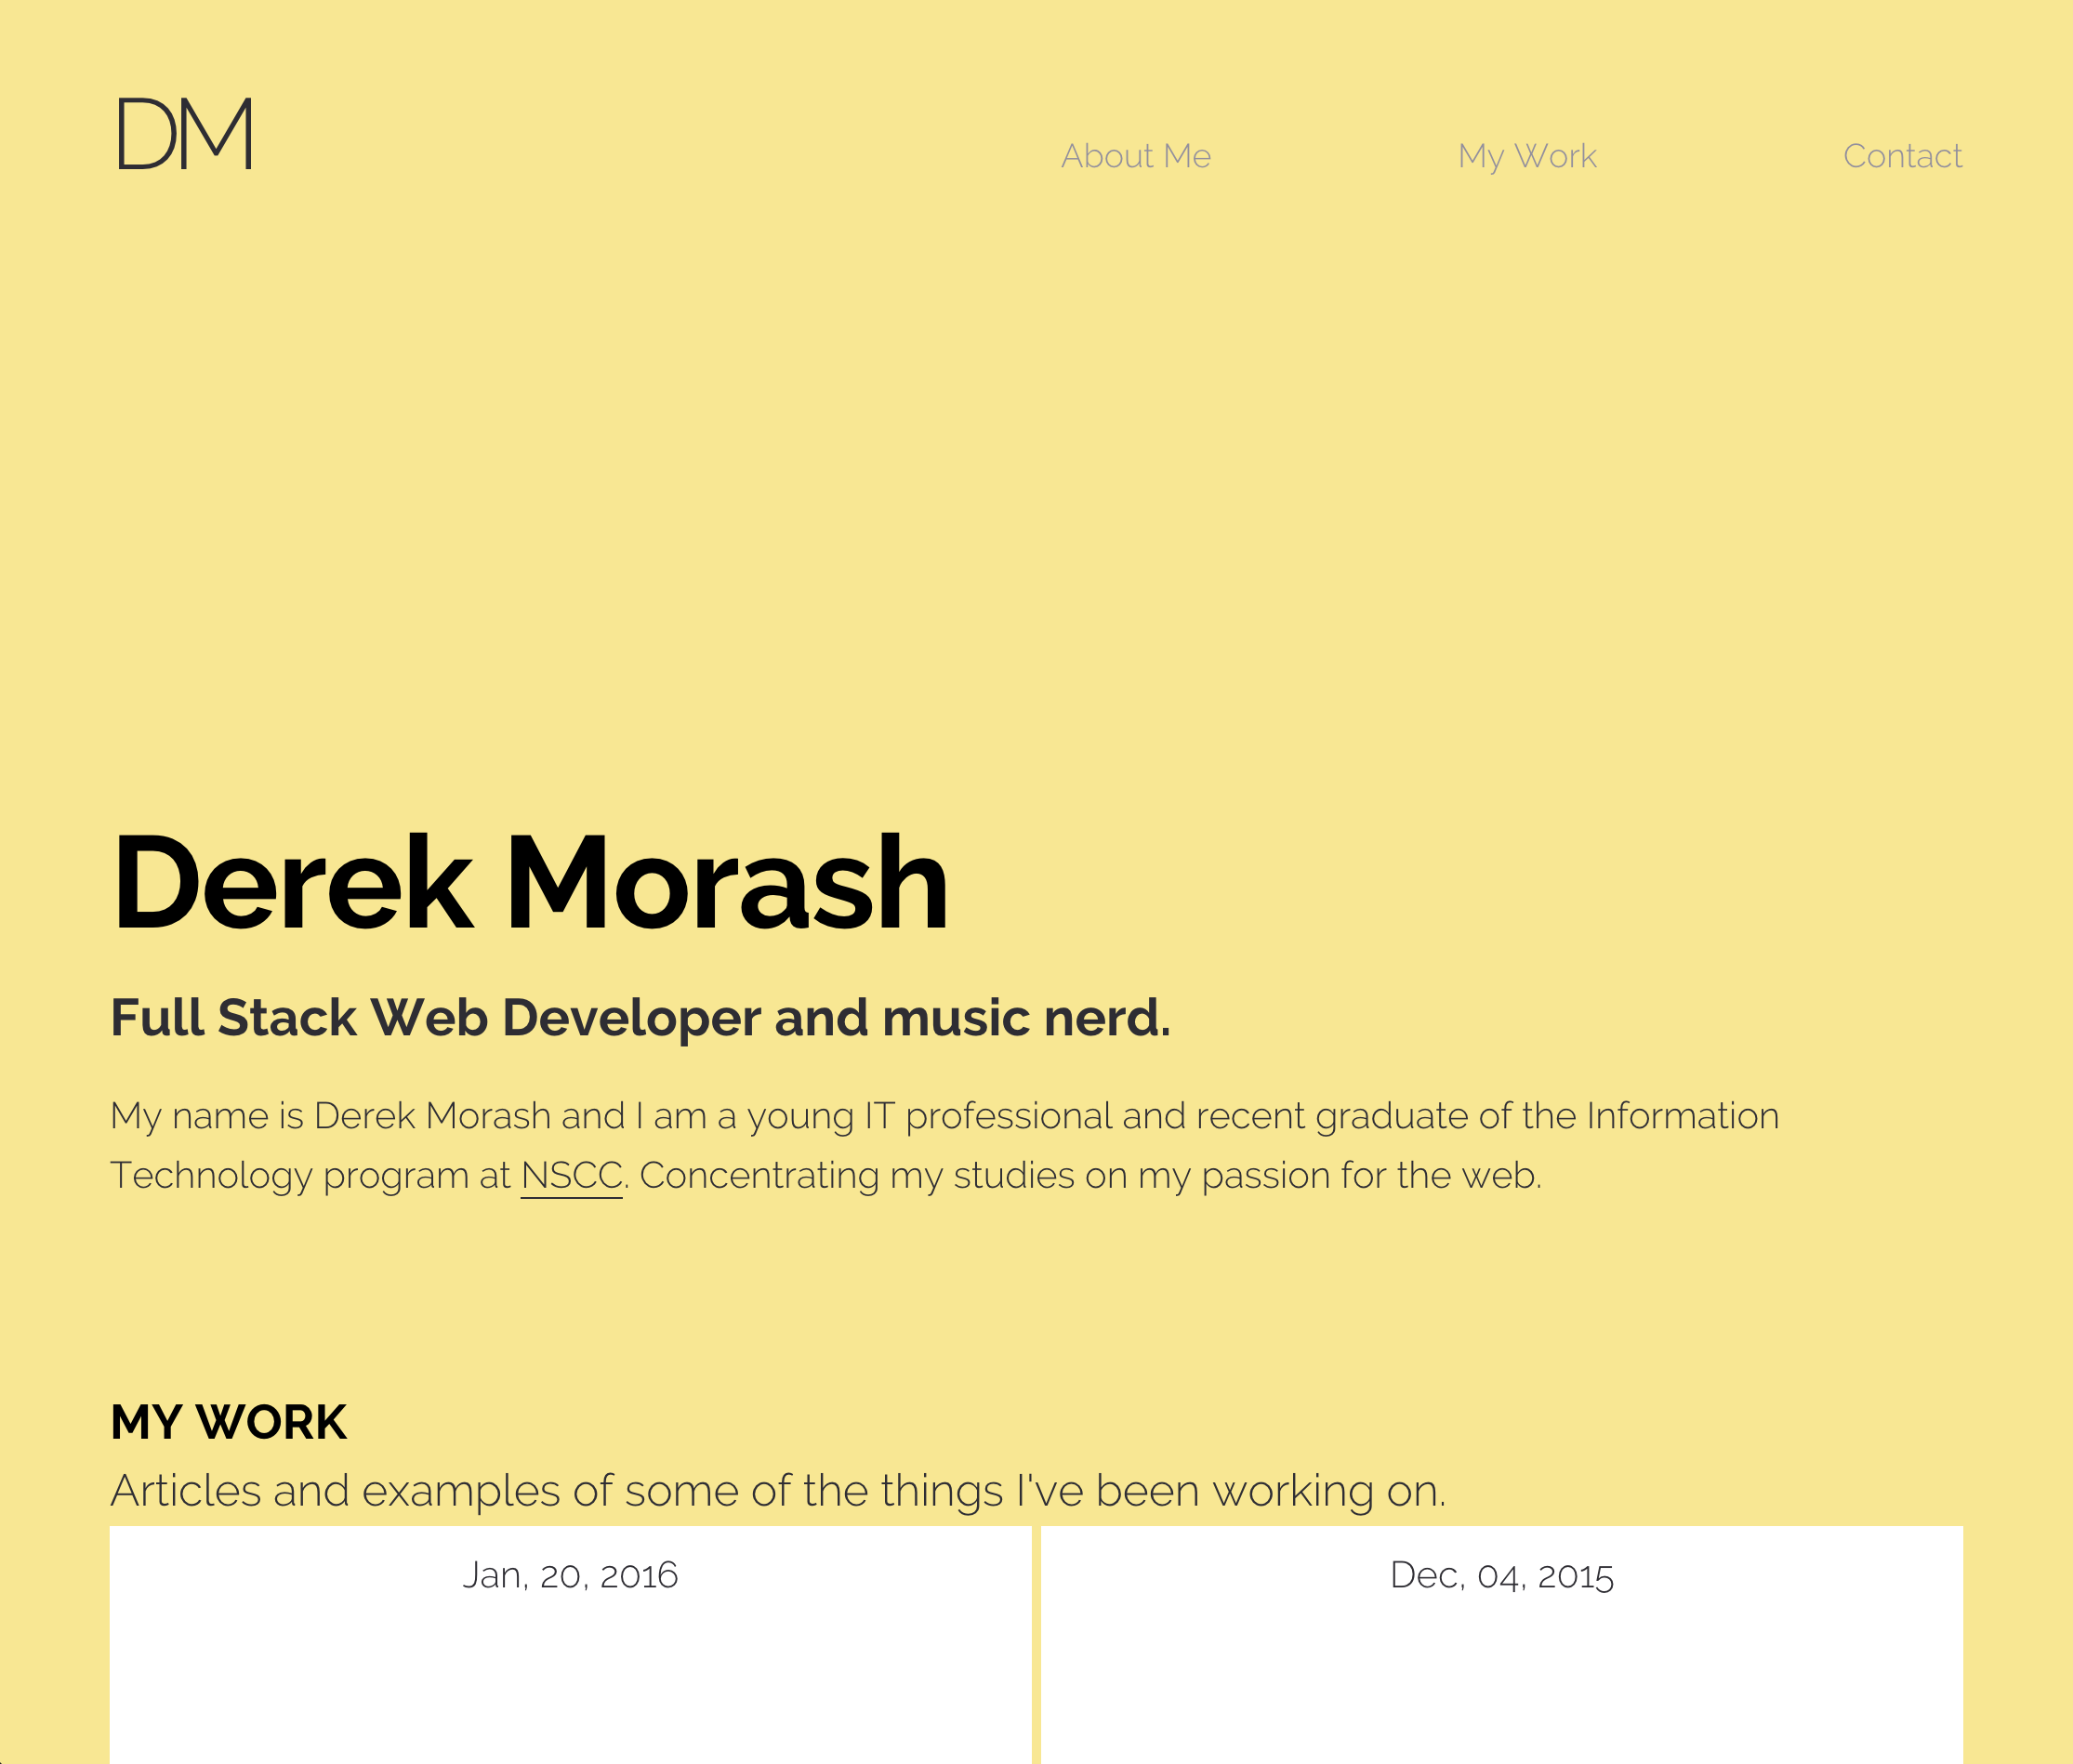 DM
About Me
My Work
Contact
Derek Morash
Full Stack Web Developer and music nerd.
My name is Derek Morash and I am a young IT professional and recent graduate of the Information
Technology program at NSCC. Concentrating my studies on my passion for the web.
MY WORK
Articles and examples of some of the things I've been working on.
Jan, 20, 2016
Dec, 04, 2015